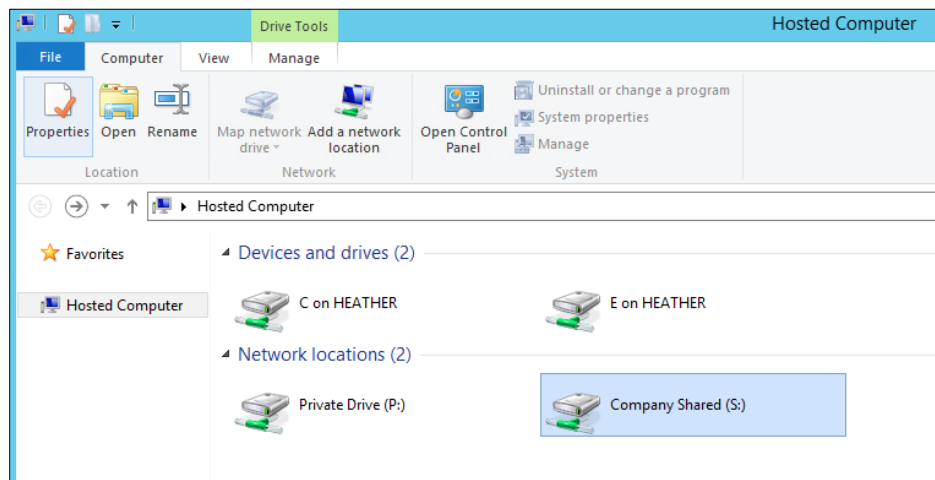 Drive Tools
Hosted Computer
File
Computer
View
Manage
Properties
Open
Rename
Map network drive
Add a network location
Open Control Panel
Uninstall or change a program
System properties
Manage
Location
Network
System
Hosted Computer
Favorites
Hosted Computer
Devices and drives (2)
C on HEATHER
E on HEATHER
Network locations (2)
Private Drive (P:)
Company Shared (S:)